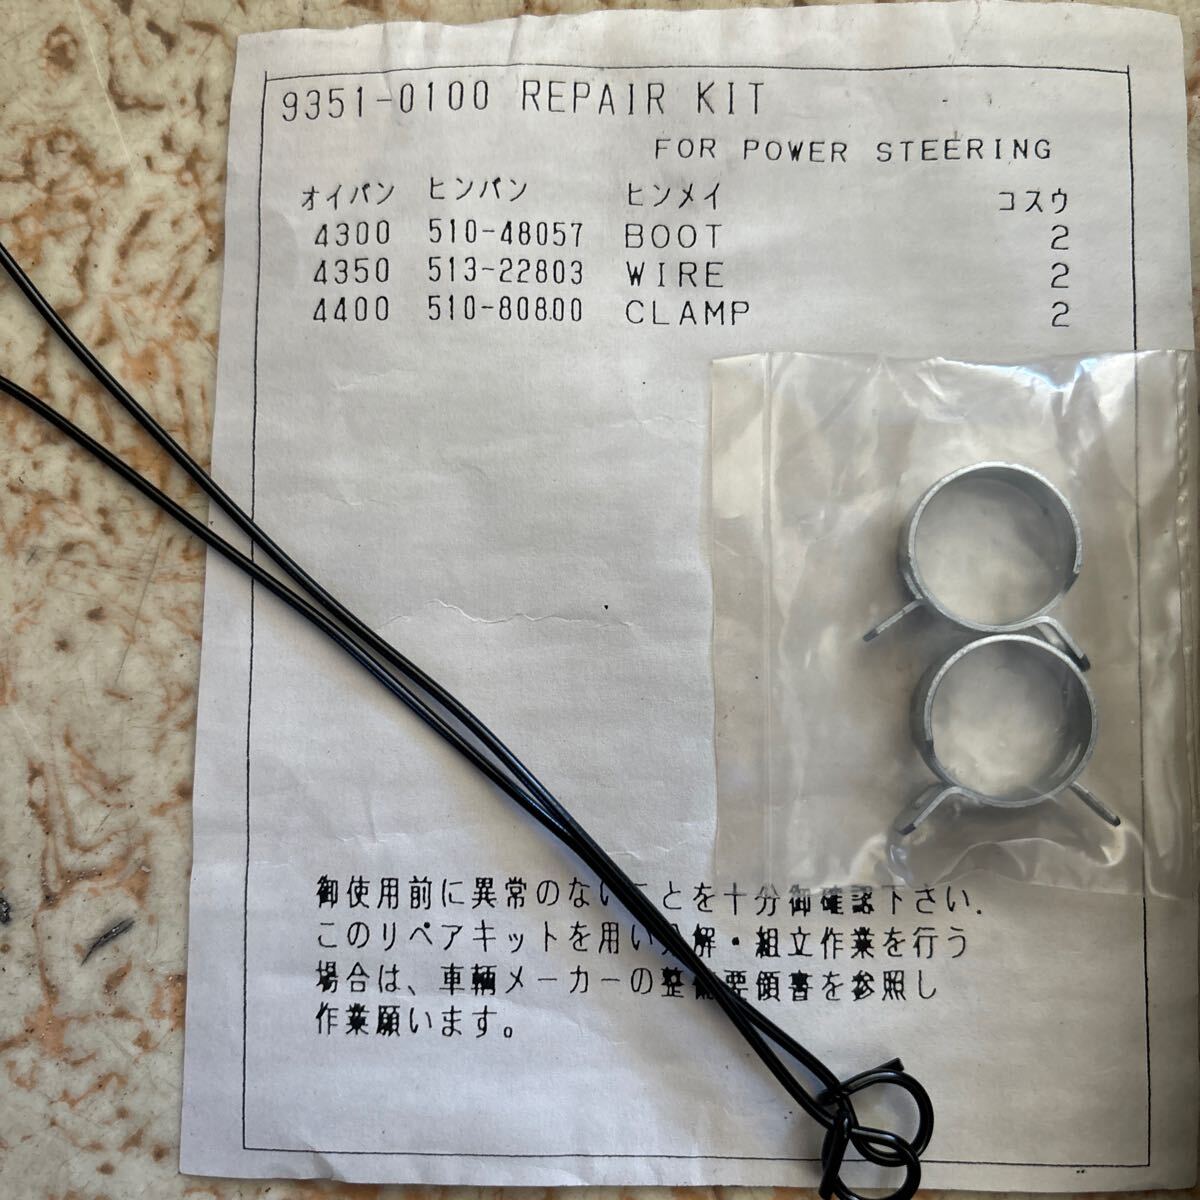 9351-0100 REPAIR KIT
FOR POWER STEERING
オイバン ヒンバン ヒンメイ コスウ
4300 510-48057 BOOT 2
4350 513-22803 WIRE 2
4400 510-80800 CLAMP 2
御使用前に異常のないことを十分御確認下さい.
このリペアキットを用い分解・組立作業を行う
場合は、車輌メーカーの整備要領書を参照し
作業願います。